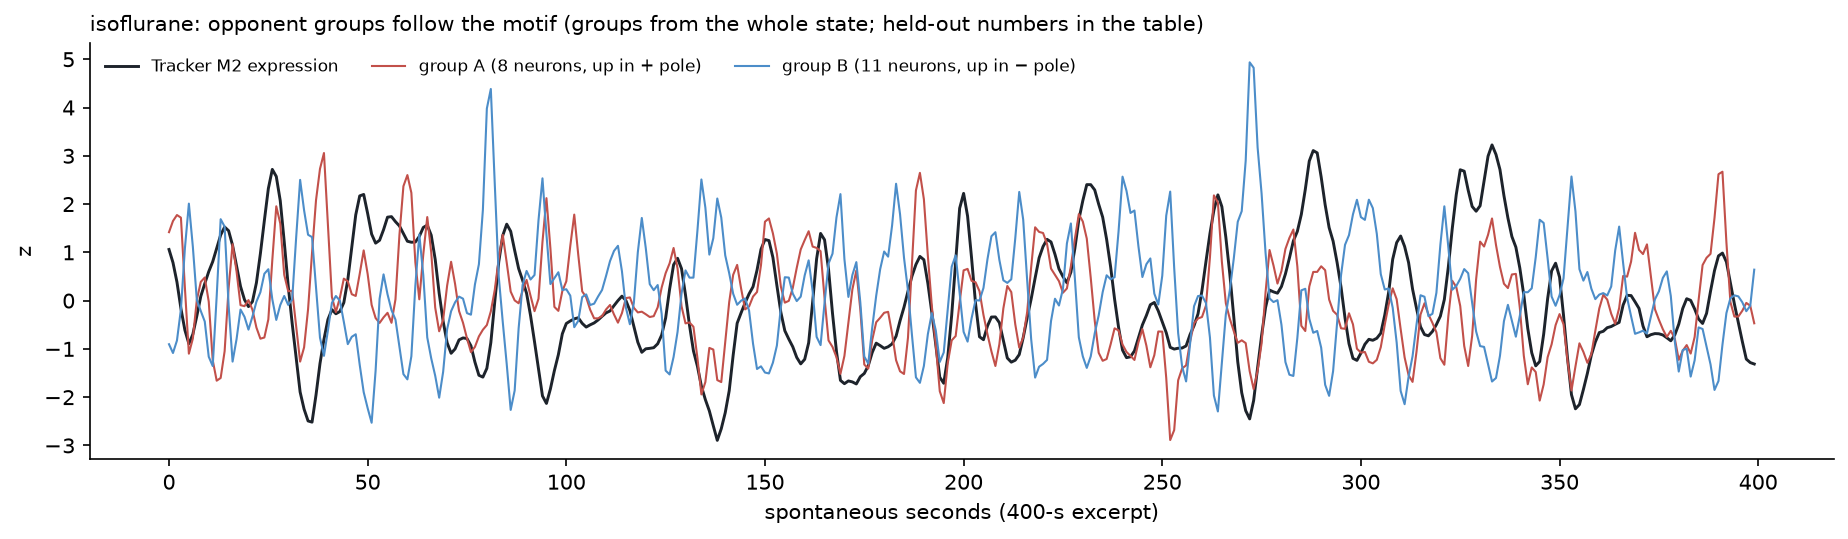 isoflurane: opponent groups follow the motif (groups from the whole state; held-out numbers in the table)
Tracker M2 expression
group A (8 neurons, up in + pole)
group B (11 neurons, up in − pole)
5
4
3
2
1
0
−1
−2
−3
z
0 50 100 150 200 250 300 350 400
spontaneous seconds (400-s excerpt)